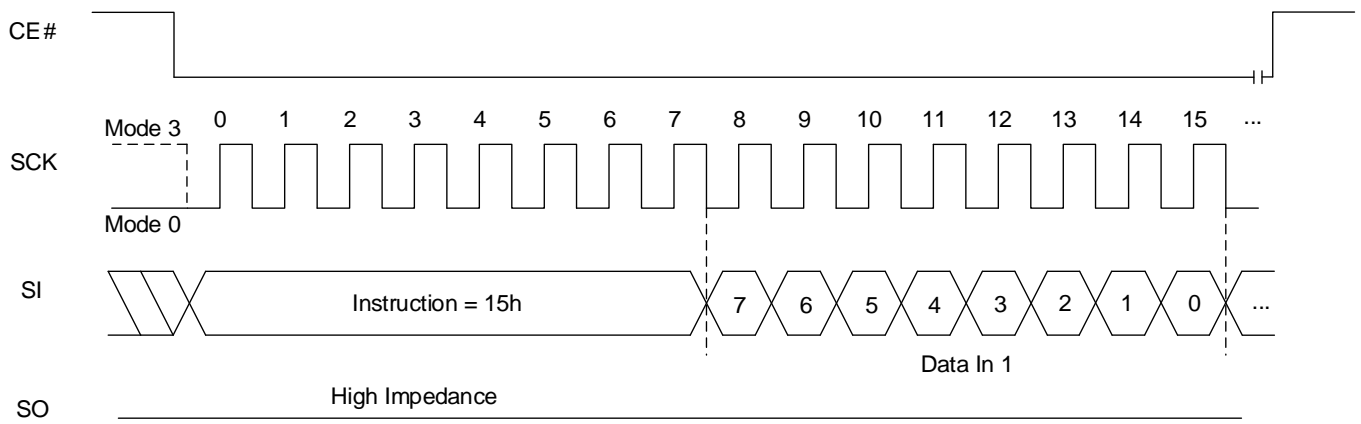 CE#
Mode 3 0 1 2 3 4 5 6 7 8 9 10 11 12 13 14 15 ...
SCK
Mode 0
SI Instruction = 15h 7 6 5 4 3 2 1 0 ...
Data In 1
High Impedance
SO